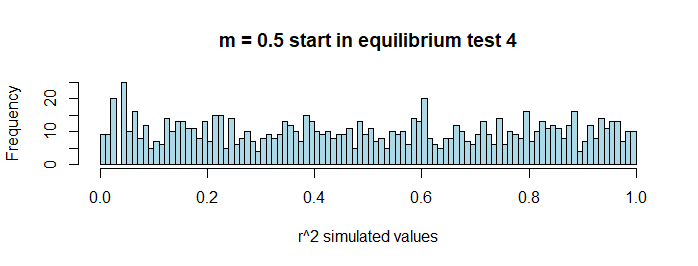 m = 0.5 start in equilibrium test 4
Frequency
20
10
0
0.0 0.2 0.4 0.6 0.8 1.0
r^2 simulated values